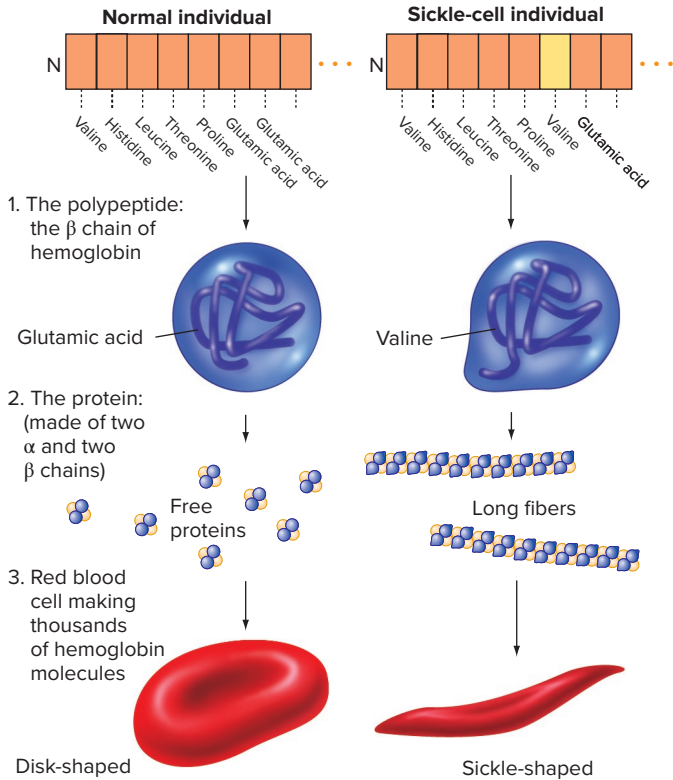 Normal individual
Sickle-cell individual
N
N
Valine
Histidine
Leucine
Threonine
Proline
Glutamic acid
Glutamic acid
Valine
Histidine
Leucine
Threonine
Proline
Valine
Glutamic acid
1. The polypeptide:
the β chain of
hemoglobin
Glutamic acid
Valine
2. The protein:
(made of two
α and two
β chains)
Free
proteins
Long fibers
3. Red blood
cell making
thousands
of hemoglobin
molecules
Disk-shaped
Sickle-shaped